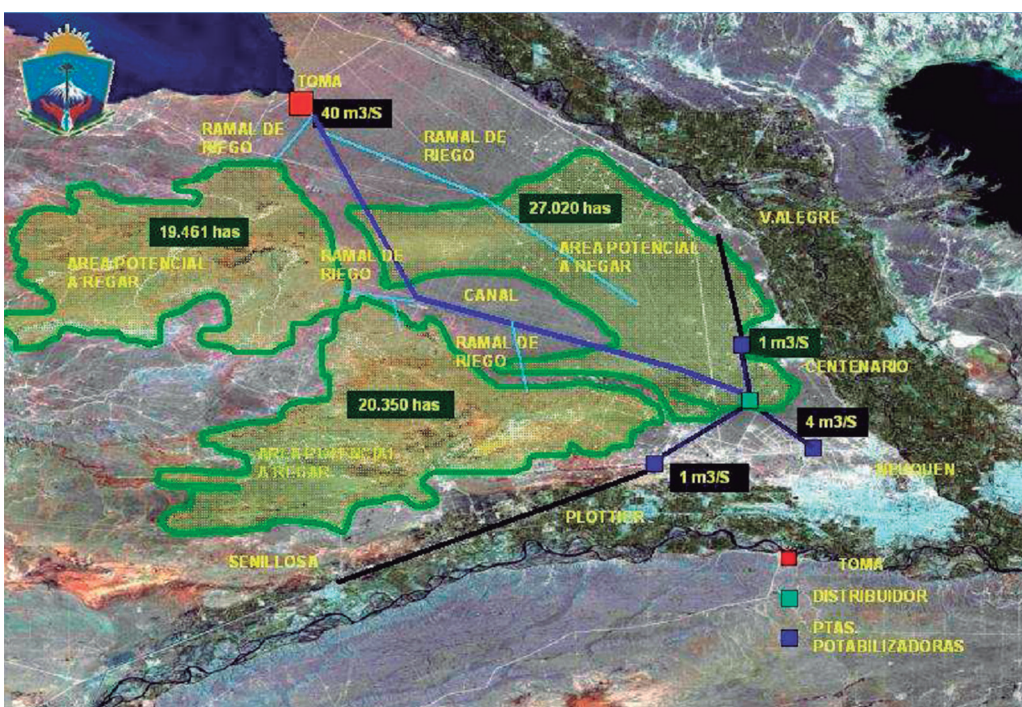 TOMA
40 m3/S
RAMAL DE
RIEGO
RAMAL DE
RIEGO
27.020 has
19.461 has
V.ALEGRE
AREA POTENCIAL
A REGAR
AREA POTENCIAL
A REGAR
RAMAL DE
RIEGO
CANAL
RAMAL DE
RIEGO
1 m3/S
CENTENARIO
20.350 has
4 m3/S
AREA POTENCIAL
A REGAR
NEUQUEN
1 m3/S
PLOTTIER
SENILLOSA
TOMA
DISTRIBUIDOR
PTAS.
POTABILIZADORAS